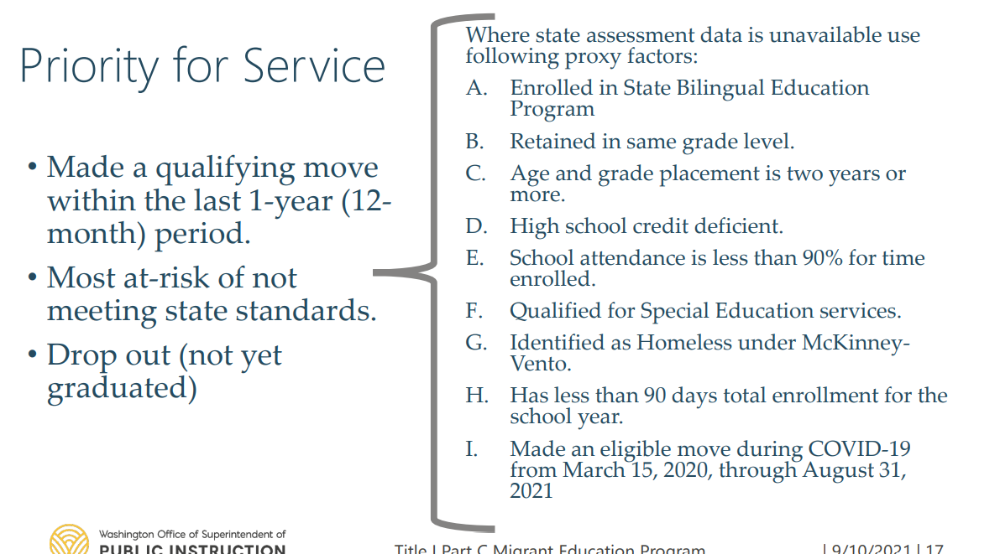 Priority for Service
• Made a qualifying move
within the last 1-year (12-
month) period.
• Most at-risk of not
meeting state standards.
• Drop out (not yet
graduated)
Where state assessment data is unavailable use
following proxy factors:
A. Enrolled in State Bilingual Education
Program
B. Retained in same grade level.
C. Age and grade placement is two years or
more.
D. High school credit deficient.
E. School attendance is less than 90% for time
enrolled.
F. Qualified for Special Education services.
G. Identified as Homeless under McKinney-
Vento.
H. Has less than 90 days total enrollment for the
school year.
I. Made an eligible move during COVID-19
from March 15, 2020, through August 31,
2021
Washington Office of Superintendent of
PUBLIC INSTRUCTION
Title I Part C Migrant Education Program
| 9/10/2021 | 17